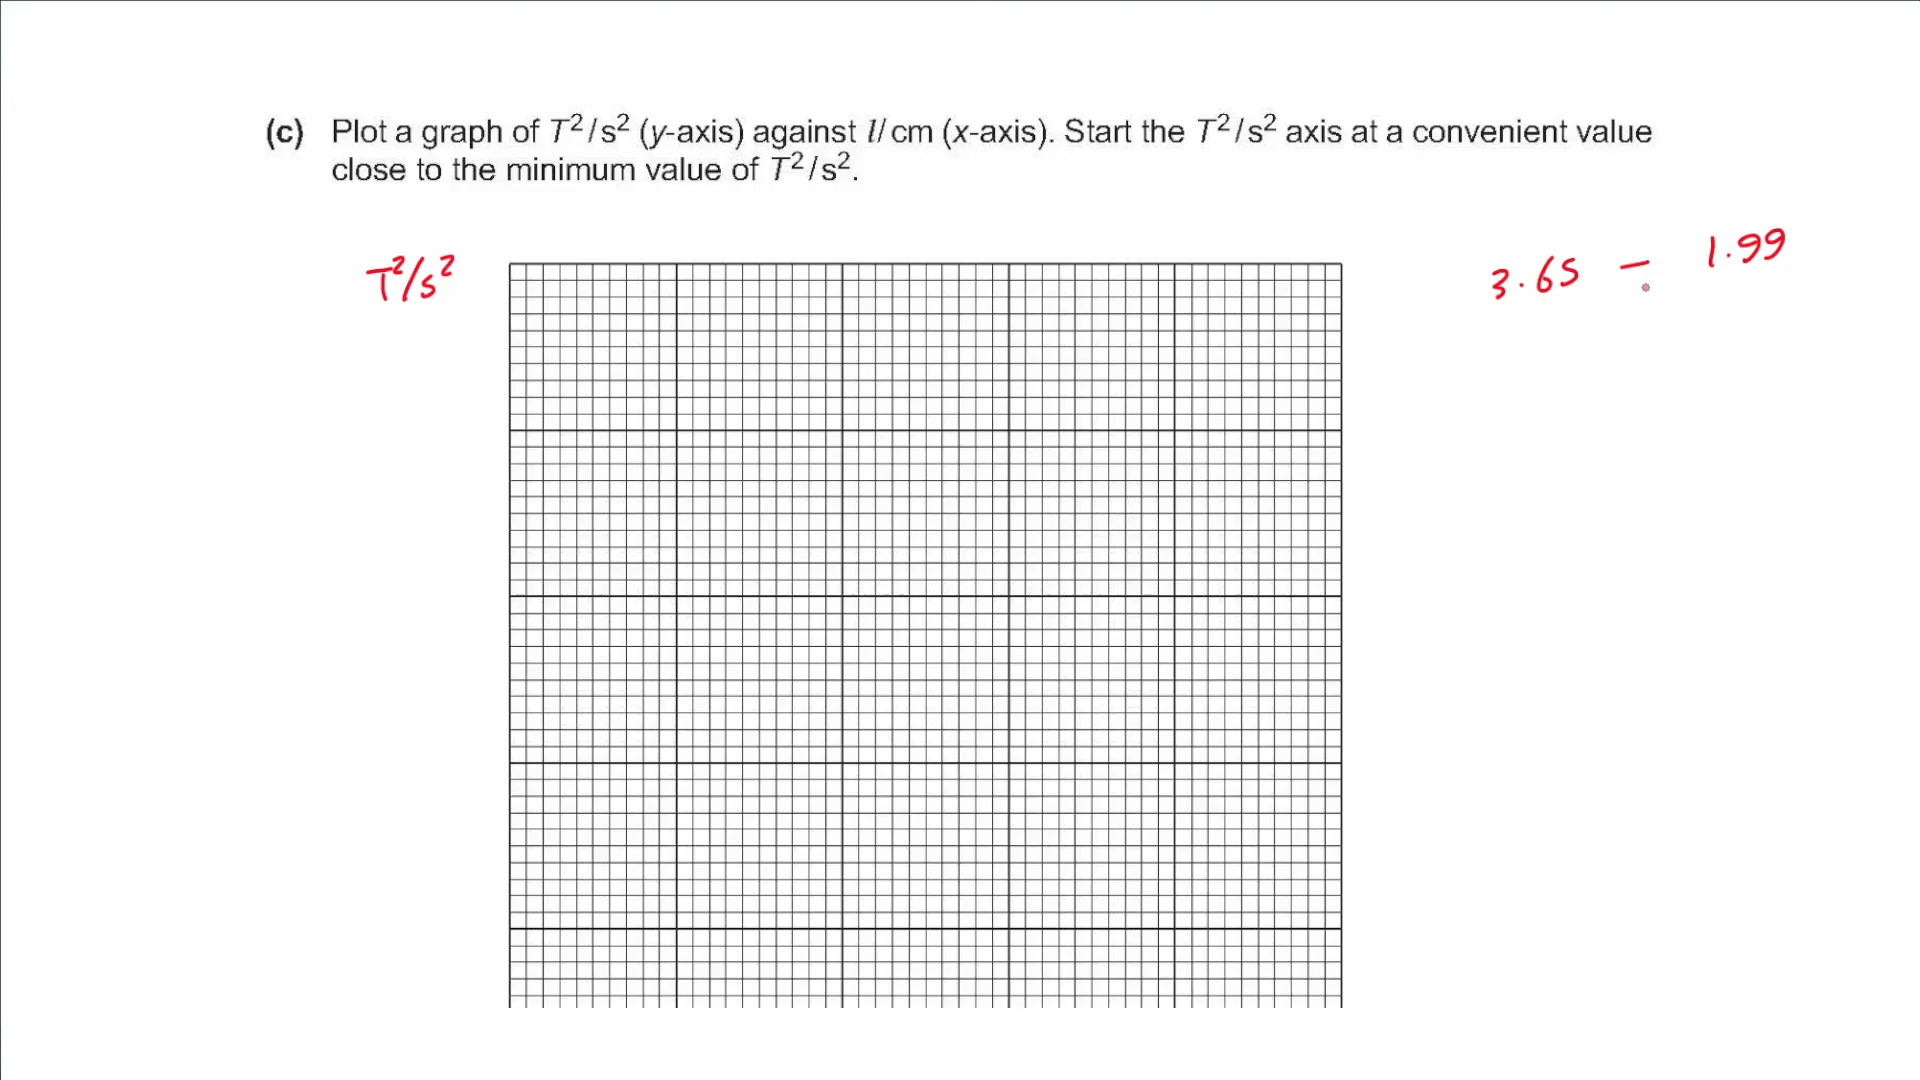 (c) Plot a graph of T²/s² (y-axis) against l/cm (x-axis). Start the T²/s² axis at a convenient value
close to the minimum value of T²/s².
T²/s²
3.65 – 1.99